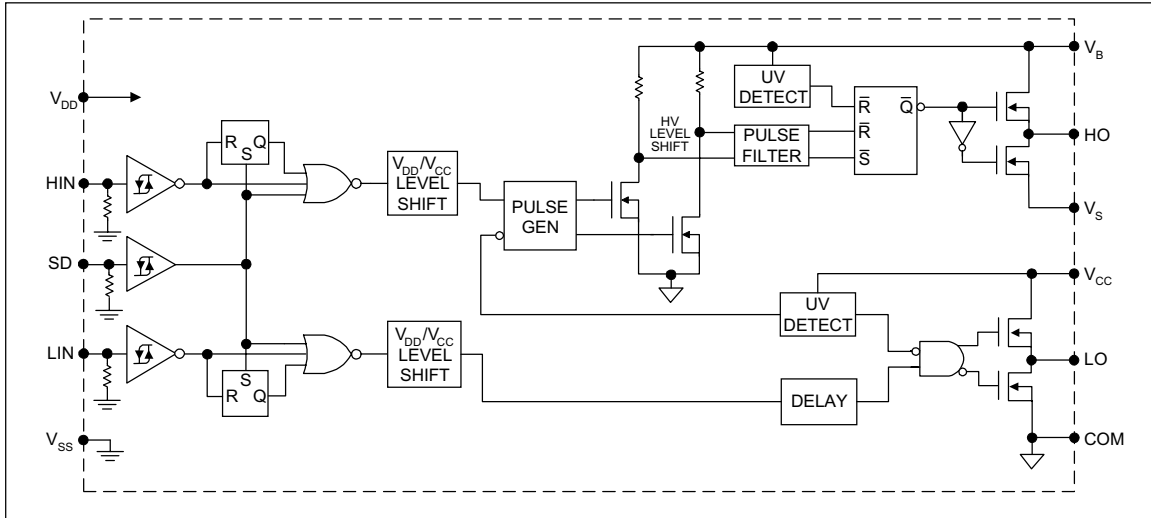 V_B
UV
DETECT
R̅
Q̅
V_DD
HV
LEVEL
SHIFT
R̅
PULSE
FILTER
S̅
HO
R
Q
S
V_DD/V_CC
LEVEL
SHIFT
HIN
PULSE
GEN
V_S
SD
V_CC
UV
DETECT
V_DD/V_CC
LEVEL
SHIFT
LIN
LO
S
R
Q
DELAY
V_SS
COM